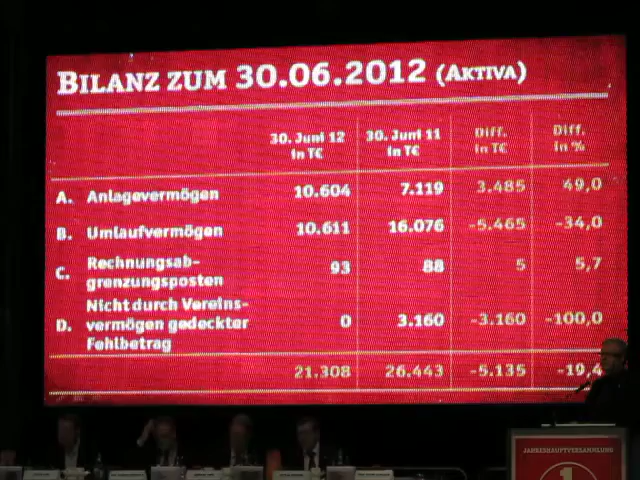 BILANZ ZUM 30.06.2012 (AKTIVA)
30. Juni 12 30. Juni 11 Diff. Diff.
in T€ in T€ in T€ in %
A. Anlagevermögen 10.604 7.119 3.485 49,0
B. Umlaufvermögen 10.611 16.076 -5.465 -34,0
C. Rechnungsab-
grenzungsposten 93 88 5 5,7
Nicht durch Vereins-
D. vermögen gedeckter 0 3.160 -3.160 -100,0
Fehlbetrag
21.308 26.443 -5.135 -19,4
JAHRESHAUPTVERSAMMLUNG
1